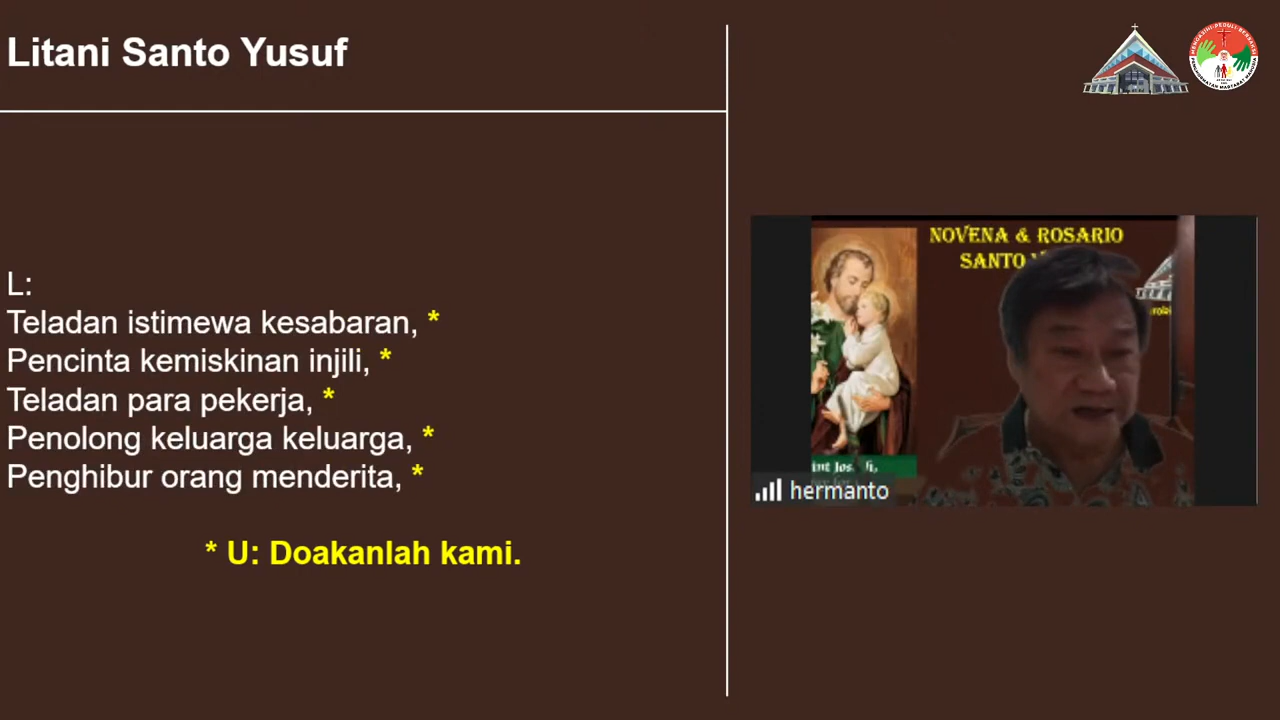 Litani Santo Yusuf
L:
Teladan istimewa kesabaran, *
Pencinta kemiskinan injili, *
Teladan para pekerja, *
Penolong keluarga keluarga, *
Penghibur orang menderita, *
* U: Doakanlah kami.
NOVENA & ROSARIO
SANTO
hermanto